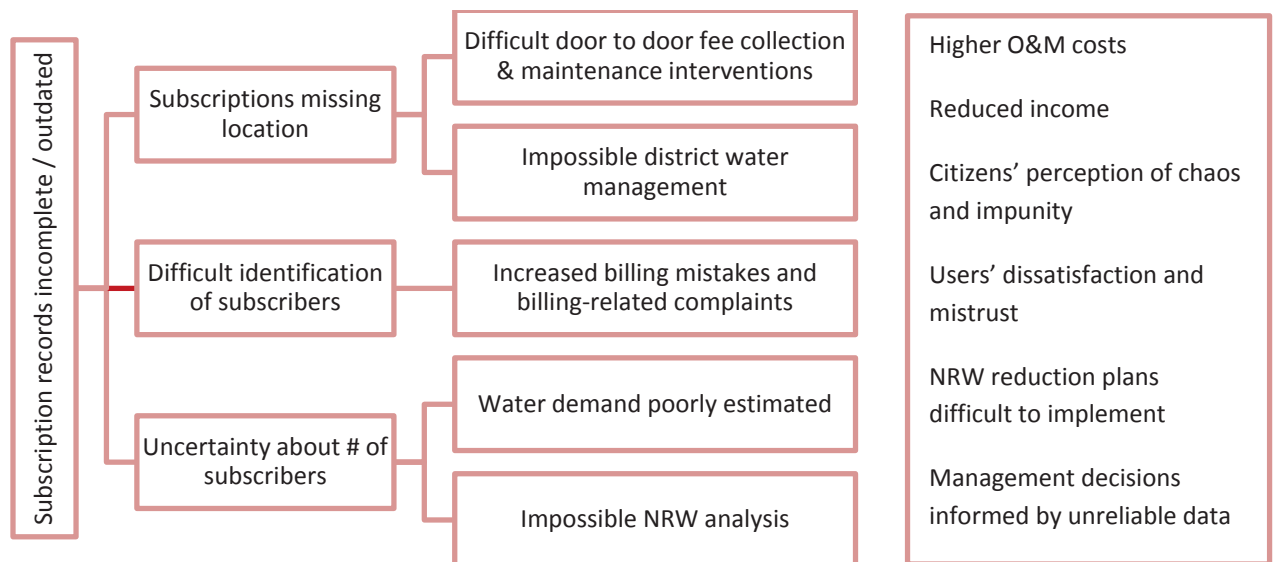 Subscription records incomplete / outdated
Subscriptions missing
location
Difficult door to door fee collection
& maintenance interventions
Impossible district water
management
Difficult identification
of subscribers
Increased billing mistakes and
billing-related complaints
Uncertainty about # of
subscribers
Water demand poorly estimated
Impossible NRW analysis
Higher O&M costs
Reduced income
Citizens’ perception of chaos
and impunity
Users’ dissatisfaction and
mistrust
NRW reduction plans
difficult to implement
Management decisions
informed by unreliable data